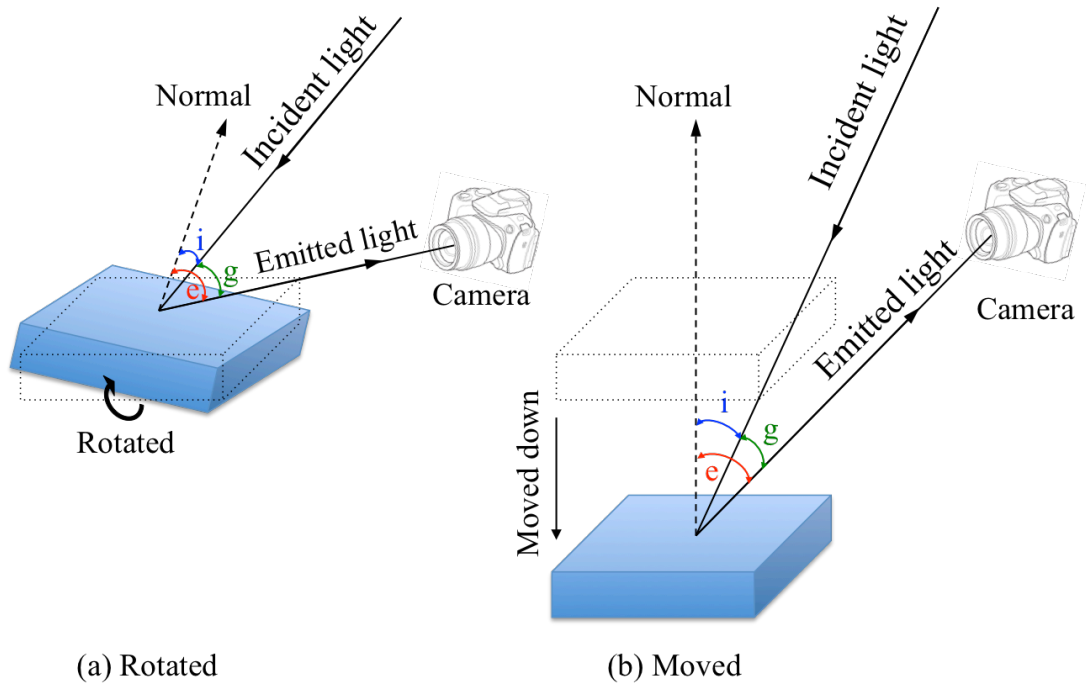 Normal
Incident light
i
g
e
Emitted light
Camera
Rotated
(a) Rotated
Normal
Incident light
i
g
e
Emitted light
Camera
Moved down
(b) Moved